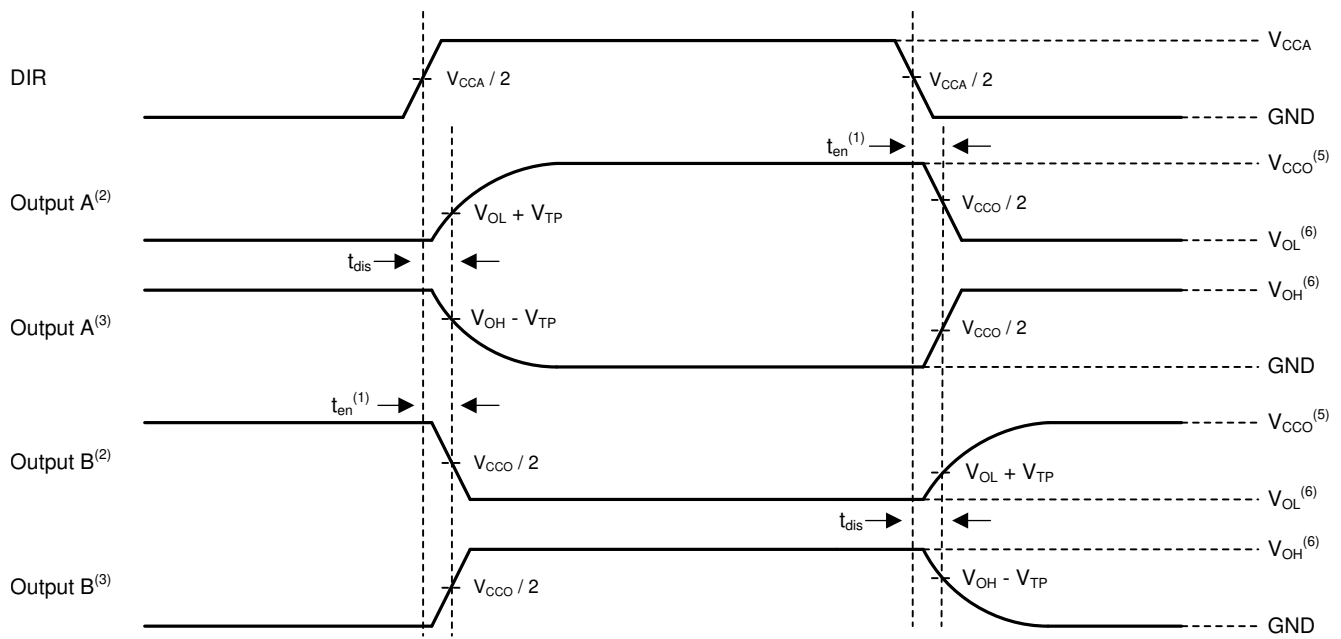 V_CCA
DIR
V_CCA / 2
V_CCA / 2
GND
t_en^(1)
V_CCO^(5)
Output A^(2)
V_OL + V_TP
V_CCO / 2
V_OL^(6)
t_dis
V_OH^(6)
Output A^(3)
V_OH - V_TP
V_CCO / 2
GND
t_en^(1)
V_CCO^(5)
Output B^(2)
V_CCO / 2
V_OL + V_TP
V_OL^(6)
t_dis
V_OH^(6)
Output B^(3)
V_CCO / 2
V_OH - V_TP
GND